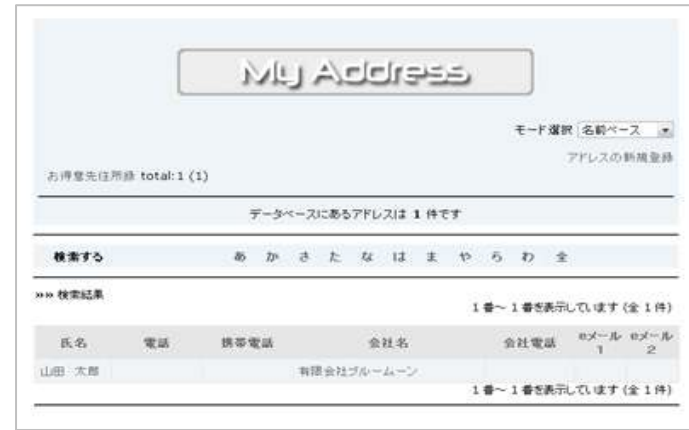 My Address
モード選択 名前ベース
アドレスの新規登録
お得意先住所録 total:1 (1)
データベースにあるアドレスは 1 件です
検索する あ か さ た な は ま や ら わ 全
»»» 検索結果
1 番～ 1 番を表示しています (全 1 件)
氏名 電話 携帯電話 会社名 会社電話 eメール1 eメール2
山田 太郎 有限会社ブルームーン
1 番～ 1 番を表示しています (全 1 件)